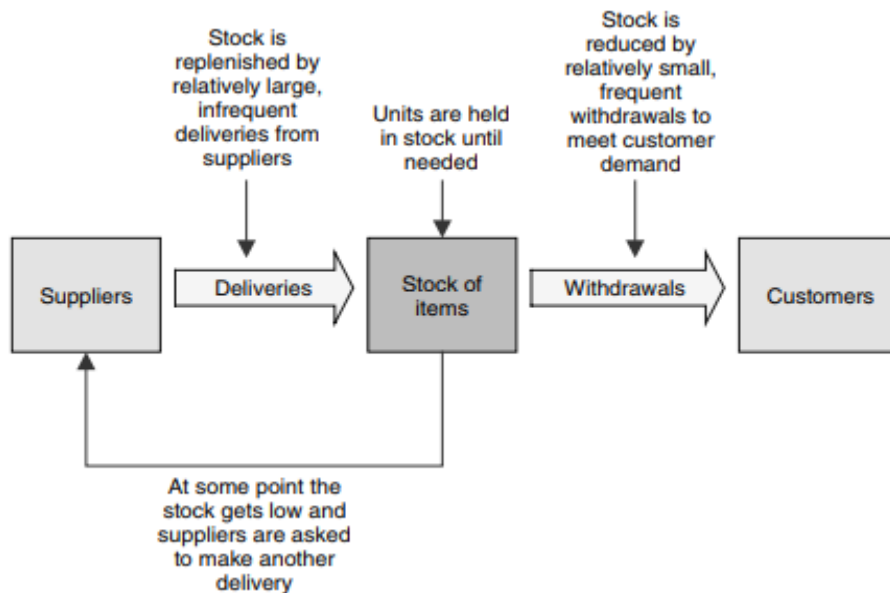 Stock is
replenished by
relatively large,
infrequent
deliveries from
suppliers
Units are held
in stock until
needed
Stock is
reduced by
relatively small,
frequent
withdrawals to
meet customer
demand
Suppliers
Deliveries
Stock of
items
Withdrawals
Customers
At some point the
stock gets low and
suppliers are asked
to make another
delivery